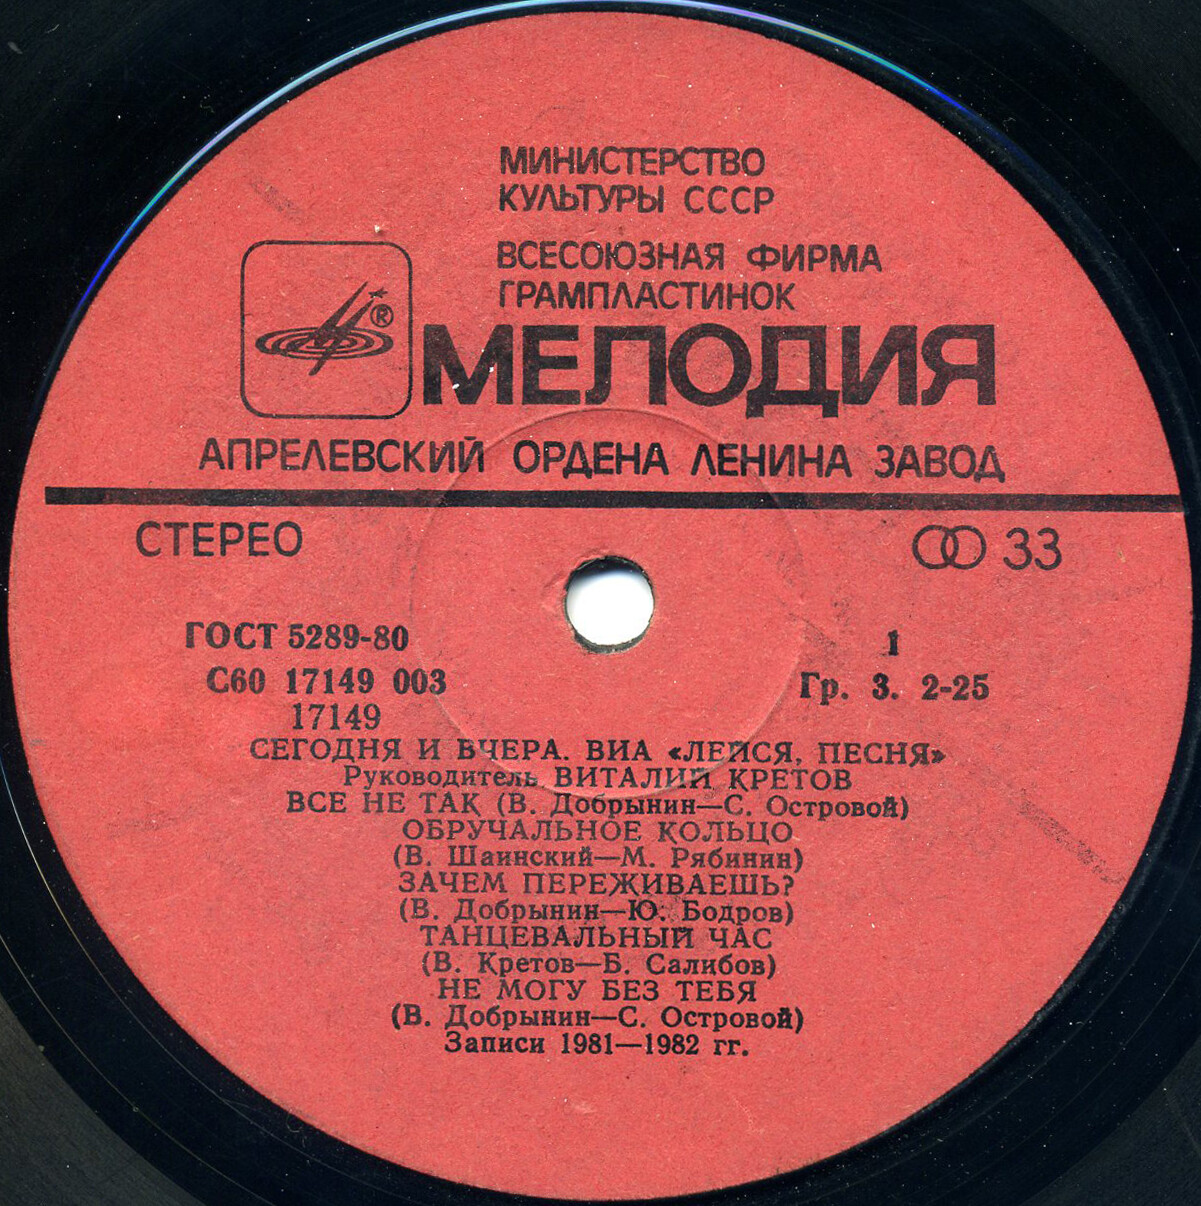 МИНИСТЕРСТВО
КУЛЬТУРЫ СССР
ВСЕСОЮЗНАЯ ФИРМА
ГРАМПЛАСТИНОК
®
МЕЛОДИЯ
АПРЕЛЕВСКИЙ ОРДЕНА ЛЕНИНА ЗАВОД
СТЕРЕО
33
ГОСТ 5289-80
1
С60 17149 003
Гр. 3. 2-25
17149
СЕГОДНЯ И ВЧЕРА. ВИА «ЛЕЙСЯ, ПЕСНЯ»
Руководитель ВИТАЛИЙ КРЕТОВ
ВСЕ НЕ ТАК (В. Добрынин—С. Островой)
ОБРУЧАЛЬНОЕ КОЛЬЦО
(В. Шаинский—М. Рябинин)
ЗАЧЕМ ПЕРЕЖИВАЕШЬ?
(В. Добрынин—Ю. Бодров)
ТАНЦЕВАЛЬНЫЙ ЧАС
(В. Кретов—Б. Салибов)
НЕ МОГУ БЕЗ ТЕБЯ
(В. Добрынин—С. Островой)
Записи 1981—1982 гг.